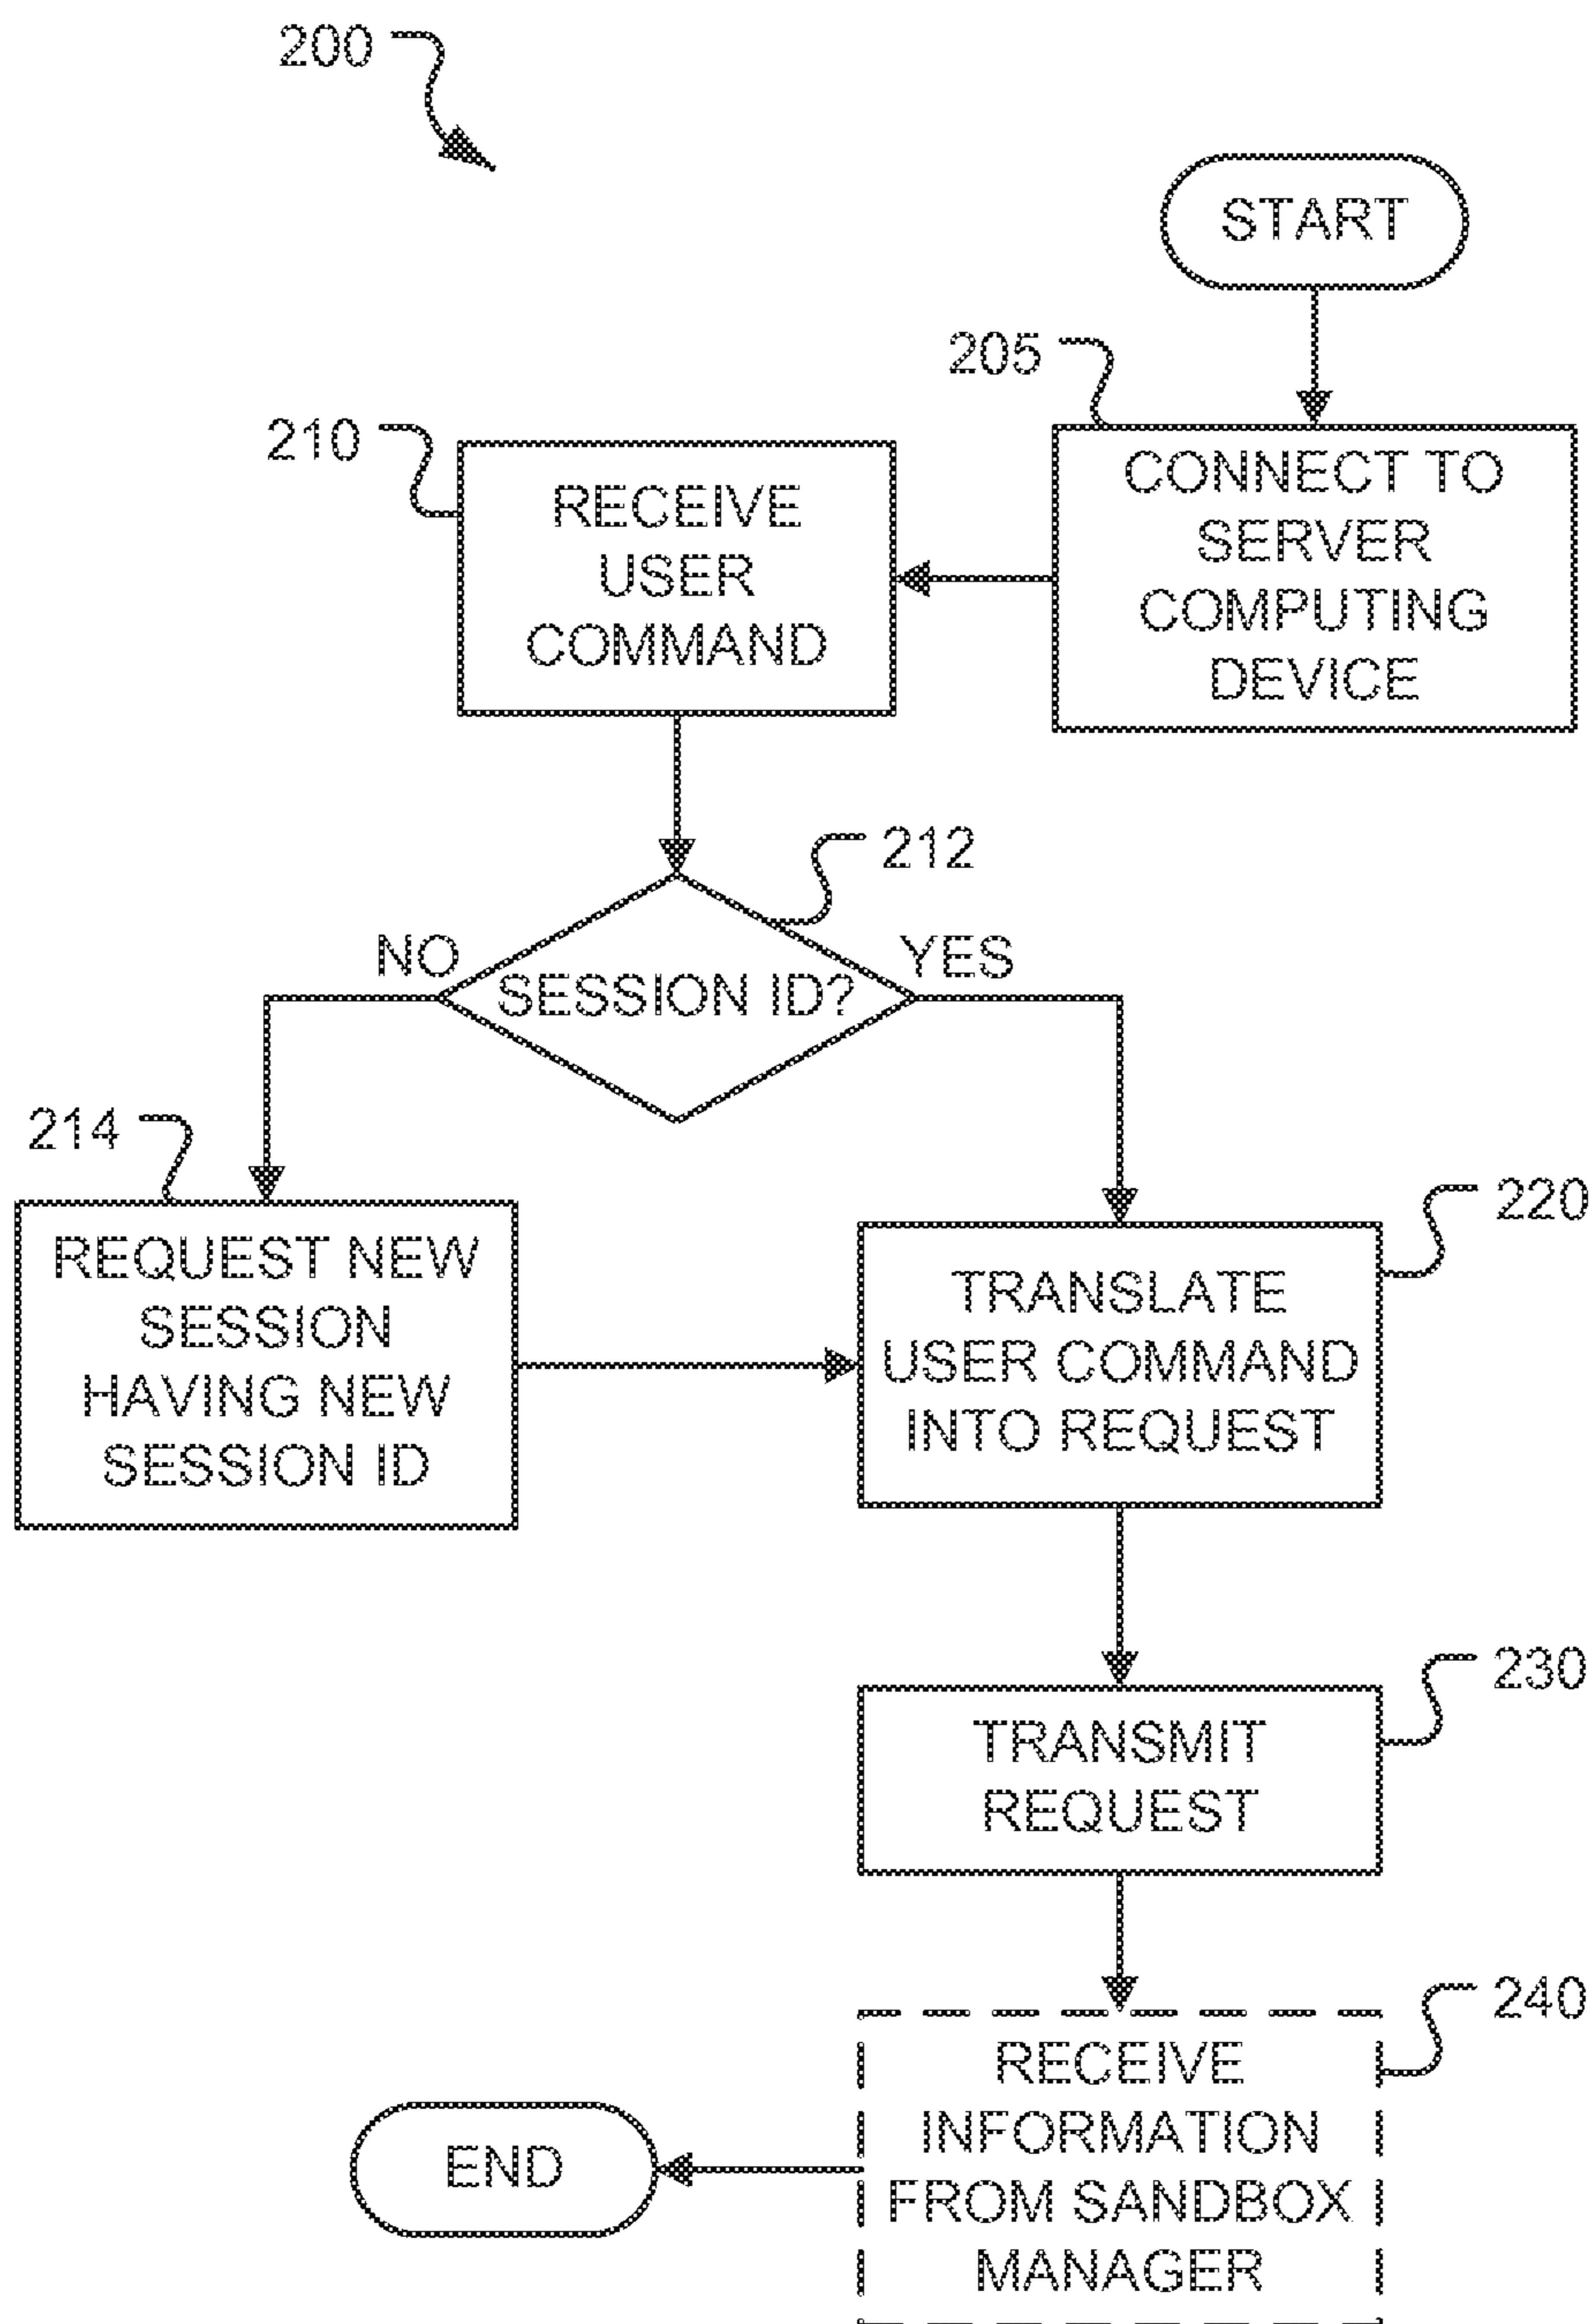 200
START
205
CONNECT TO
SERVER
COMPUTING
DEVICE
210
RECEIVE
USER
COMMAND
212
NO
YES
SESSION ID?
214
REQUEST NEW
SESSION
HAVING NEW
SESSION ID
220
TRANSLATE
USER COMMAND
INTO REQUEST
230
TRANSMIT
REQUEST
240
RECEIVE
INFORMATION
FROM SANDBOX
MANAGER
END